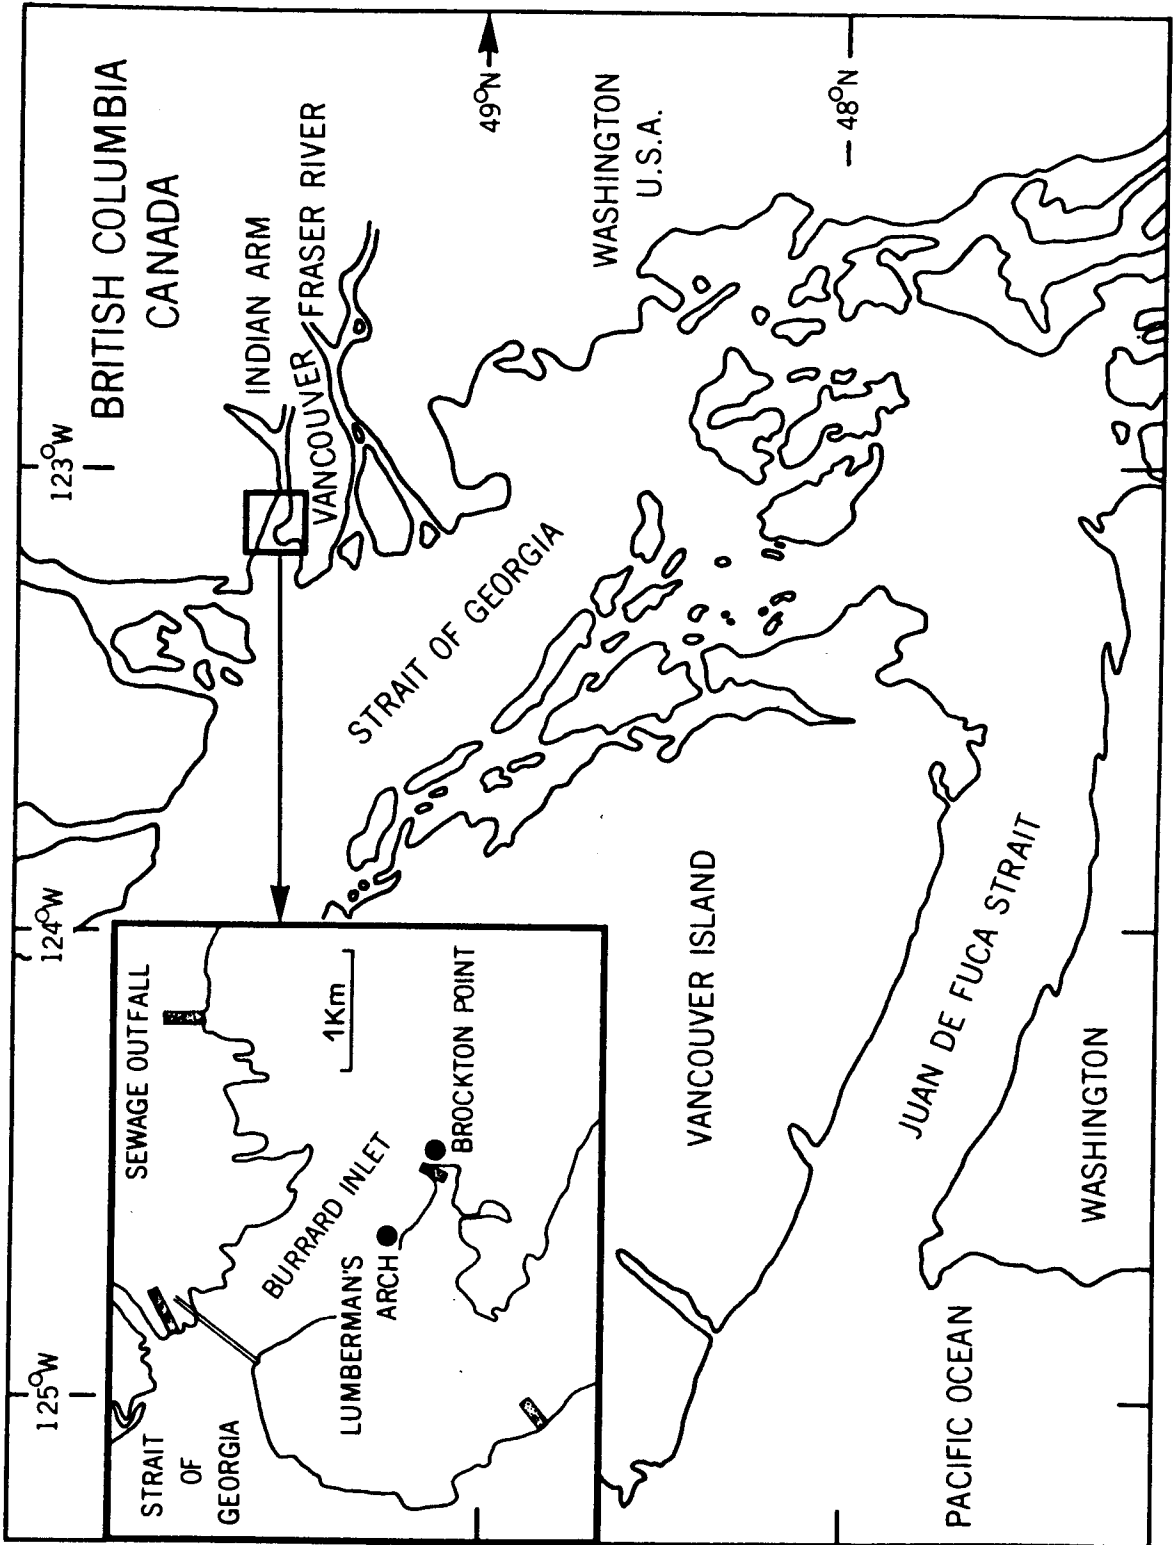 125°W
124°W
123°W
BRITISH COLUMBIA
CANADA
INDIAN ARM
VANCOUVER
FRASER RIVER
49°N
WASHINGTON
U.S.A.
48°N
STRAIT OF GEORGIA
VANCOUVER ISLAND
JUAN DE FUCA STRAIT
WASHINGTON
PACIFIC OCEAN
STRAIT
OF
GEORGIA
SEWAGE OUTFALL
1Km
BURRARD INLET
LUMBERMAN'S
ARCH
BROCKTON POINT